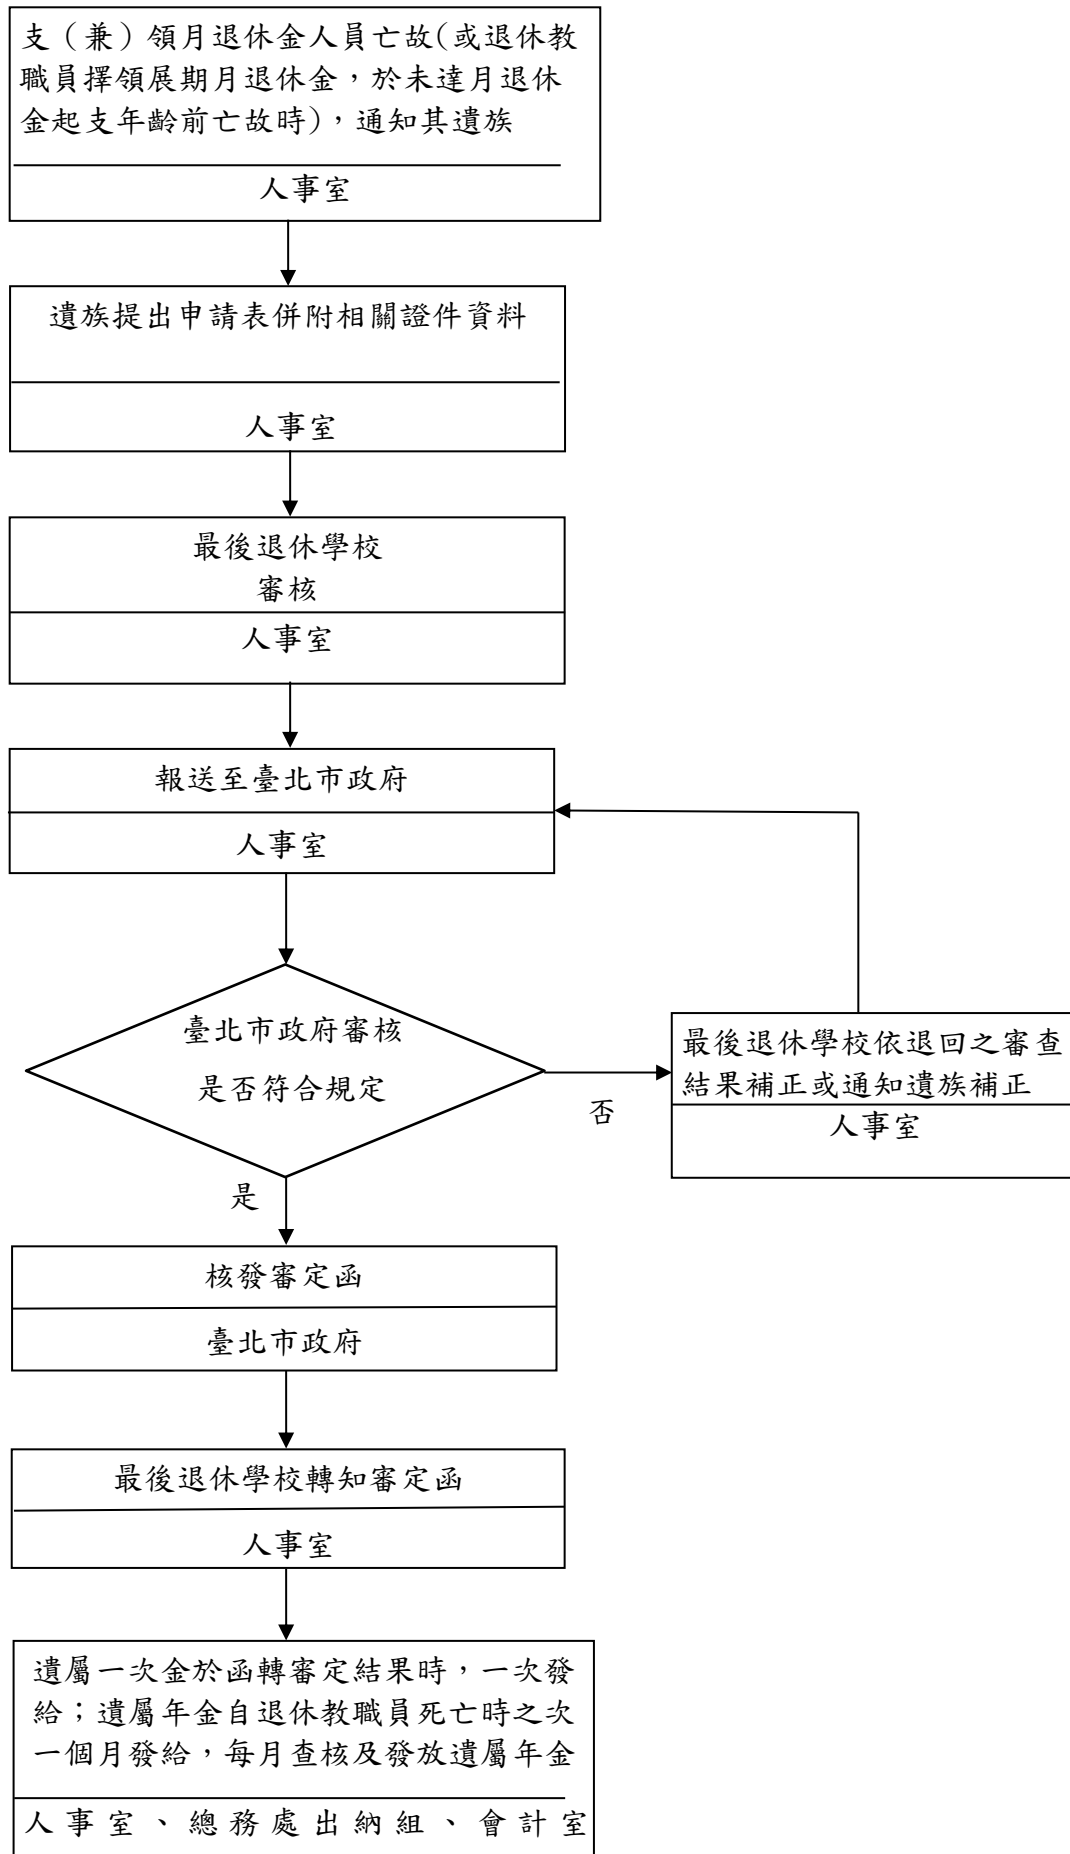 支（兼）領月退休金人員亡故(或退休教
職員擇領展期月退休金，於未達月退休
金起支年齡前亡故時)，通知其遺族
人事室
遺族提出申請表併附相關證件資料
人事室
最後退休學校
審核
人事室
報送至臺北市政府
人事室
臺北市政府審核
是否符合規定
否
最後退休學校依退回之審查
結果補正或通知遺族補正
人事室
是
核發審定函
臺北市政府
最後退休學校轉知審定函
人事室
遺屬一次金於函轉審定結果時，一次發
給；遺屬年金自退休教職員死亡時之次
一個月發給，每月查核及發放遺屬年金
人事室、總務處出納組、會計室